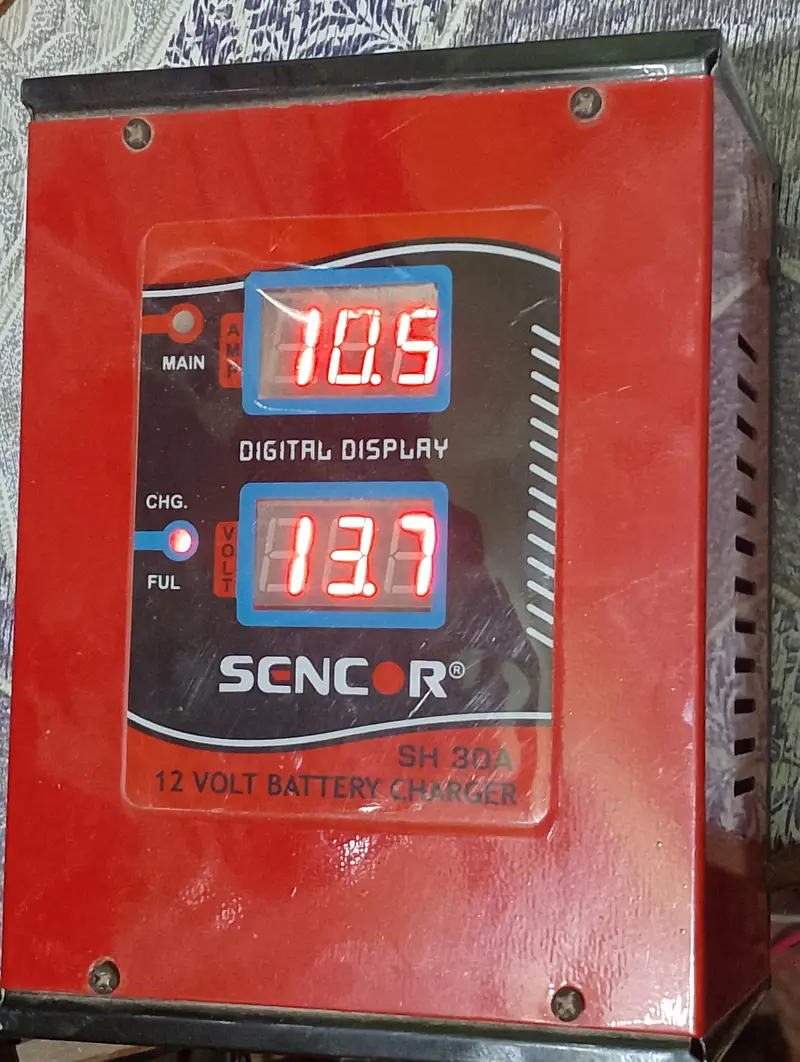 MAIN
AMP
10.5
DIGITAL DISPLAY
CHG.
FUL
VOLT
13.7
SENCOR®
SH 30A
12 VOLT BATTERY CHARGER